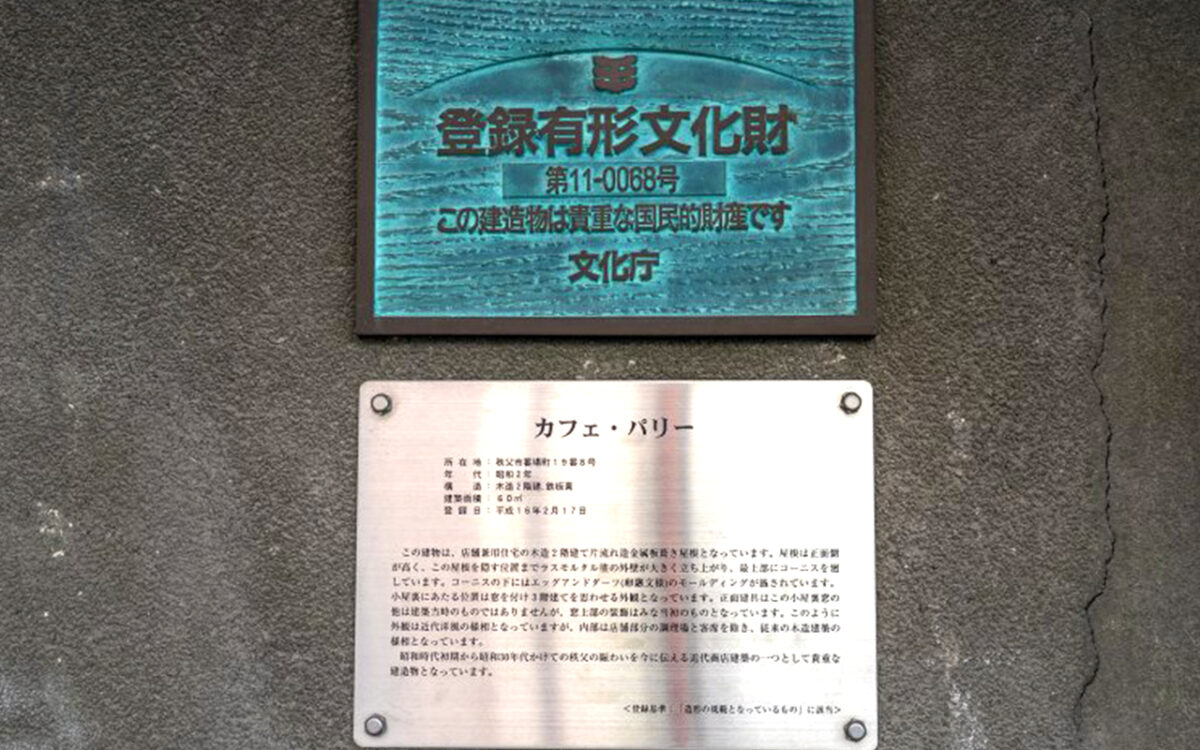 登録有形文化財
第11-0068号
この建造物は貴重な国民的財産です
文化庁
カフェ・パリー
所在地：秩父市番場町19番8号
年代：昭和2年
構造：木造2階建、鉄板葺
建築面積：60㎡
登録日：平成16年2月17日
この建物は、店舗兼用住宅の木造2階建て片流れ造金属板葺き屋根となっています。屋根は正面側
が高く、この屋根を隠す位置までラスモルタル塗の外壁が大きく立ち上がり、最上部にコーニスを廻
しています。コーニスの下にはエッグアンドダーツ(卵鏃文様)のモールディングが施されています。
小屋裏にあたる位置は窓を付け3階建てを思わせる外観となっています。正面建具はこの小屋裏窓の
他は建築当時のものではありませんが、窓上部の装飾はみな当初のものとなっています。このように
外観は近代洋風の様相となっていますが、内部は店舗部分の調理場と客席を除き、従来の木造建築の
様相となっています。
昭和時代初期から昭和30年代かけての秩父の賑わいを今に伝える近代商店建築の一つとして貴重な
建造物となっています。
＜登録基準：「造形の規範となっているもの」に該当＞